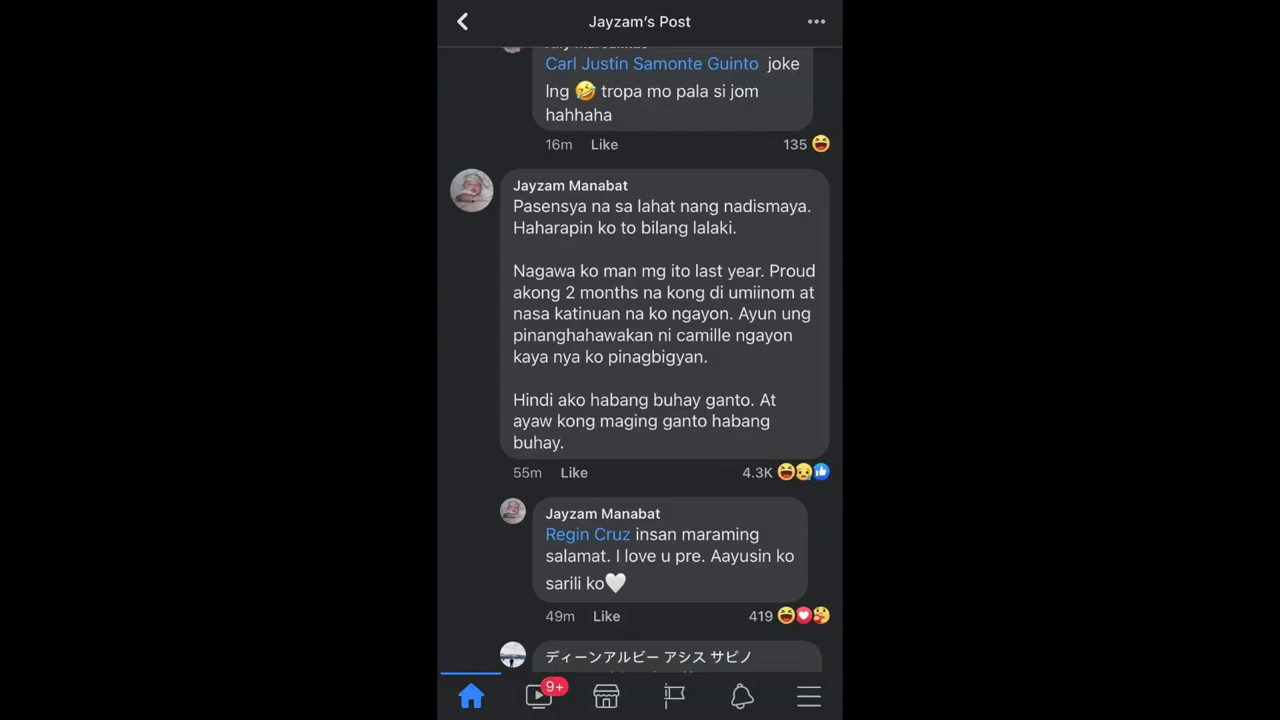 Jayzam's Post
Carl Justin Samonte Guinto joke
lng 🤣 tropa mo pala si jom
hahhaha
16m Like 135
Jayzam Manabat
Pasensya na sa lahat nang nadismaya.
Haharapin ko to bilang lalaki.
Nagawa ko man mg ito last year. Proud
akong 2 months na kong di umiinom at
nasa katinuan na ko ngayon. Ayun ung
pinanghahawakan ni camille ngayon
kaya nya ko pinagbigyan.
Hindi ako habang buhay ganto. At
ayaw kong maging ganto habang
buhay.
55m Like 4.3K
Jayzam Manabat
Regin Cruz insan maraming
salamat. I love u pre. Aayusin ko
sarili ko🤍
49m Like 419
ディーンアルビー アシス サビノ
9+